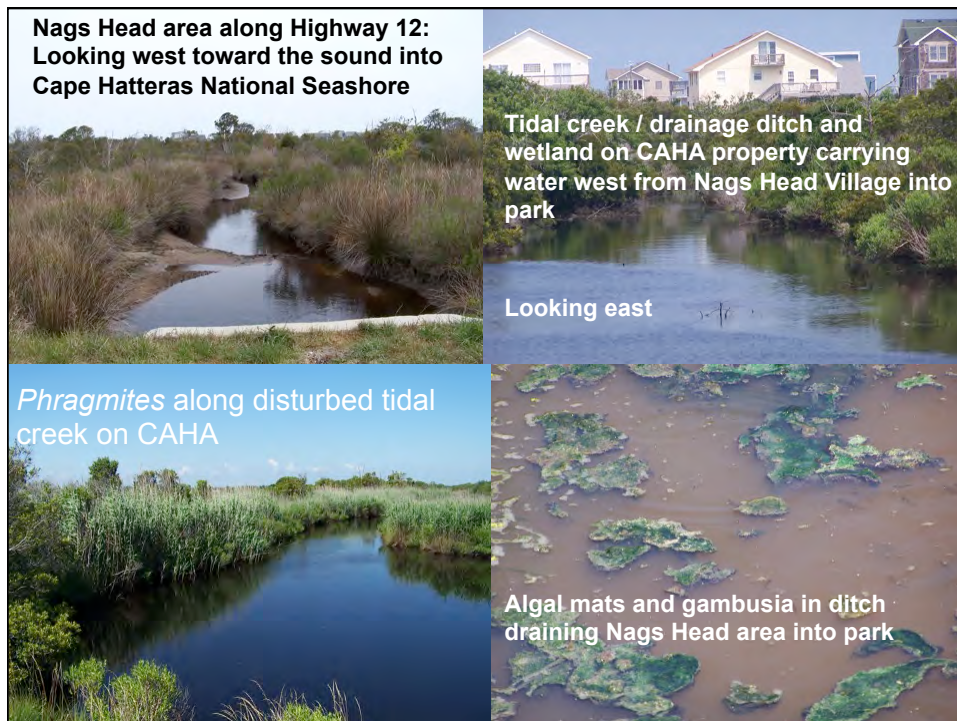 Nags Head area along Highway 12:
Looking west toward the sound into
Cape Hatteras National Seashore
Tidal creek / drainage ditch and
wetland on CAHA property carrying
water west from Nags Head Village into
park
Looking east
Phragmites along disturbed tidal
creek on CAHA
Algal mats and gambusia in ditch
draining Nags Head area into park